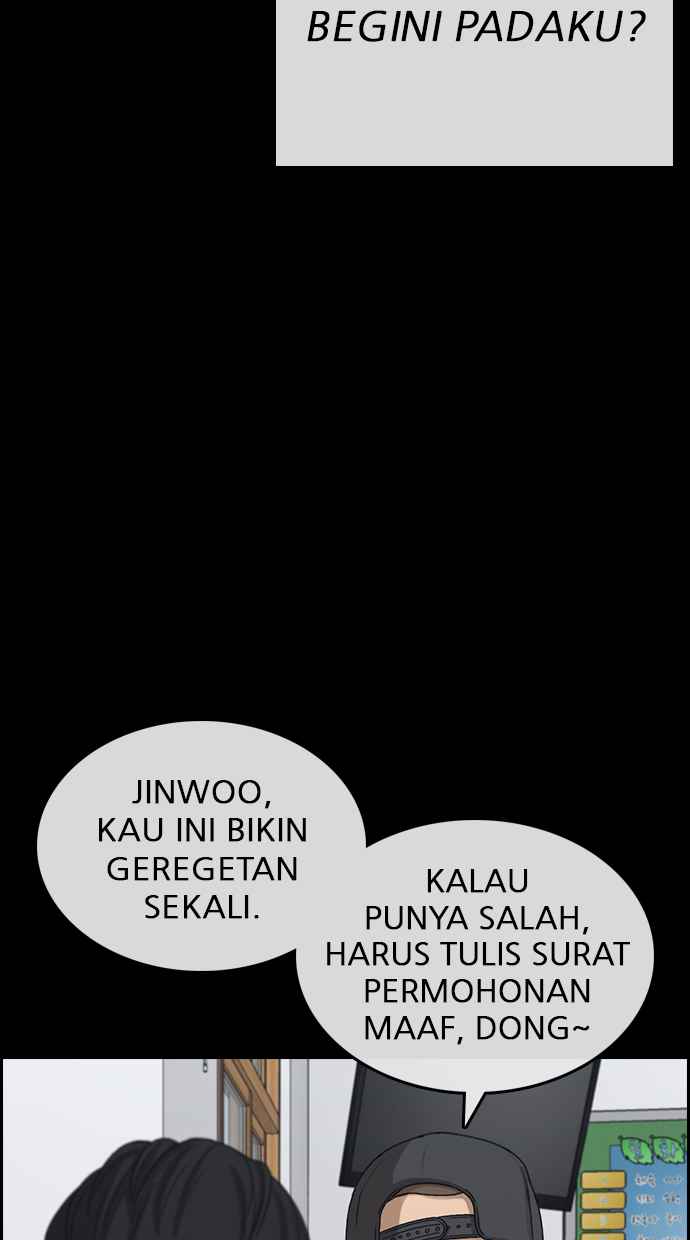 BEGINI PADAKU?
JINWOO,
KAU INI BIKIN
GEREGETAN
SEKALI.
KALAU
PUNYA SALAH,
HARUS TULIS SURAT
PERMOHONAN
MAAF, DONG~